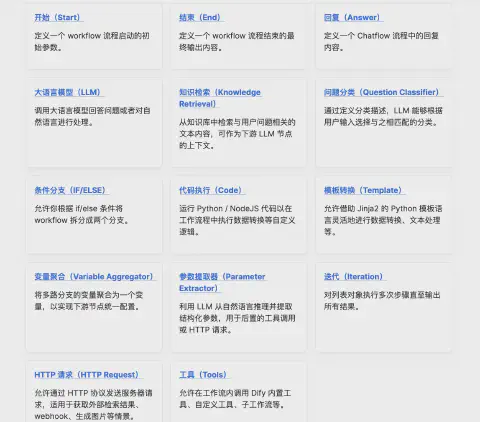 开始（Start）
定义一个 workflow 流程启动的
初始参数。
结束（End）
定义一个 workflow 流程结束的
最终输出内容。
回复（Answer）
定义一个 Chatflow 流程中的回复
内容。
大语言模型（LLM）
调用大语言模型回答问题或者对自
然语言进行处理。
知识检索（Knowledge
Retrieval）
从知识库中检索与用户问题相关的
文本内容，可作为下游 LLM 节点
的上下文。
问题分类（Question Classifier）
通过定义分类描述，LLM 能够根据
用户输入选择与之相匹配的分类。
条件分支（IF/ELSE）
允许你根据 if/else 条件将
workflow 拆分成两个分支。
代码执行（Code）
运行 Python / NodeJS 代码以在
工作流程中执行数据转换等自定义
逻辑。
模板转换（Template）
允许借助 Jinja2 的 Python 模板语
言灵活地进行数据转换、文本处理
等。
变量聚合（Variable Aggregator）
将多路分支的变量聚合为一个变
量，以实现下游节点统一配置。
参数提取器（Parameter
Extractor）
利用 LLM 从自然语言推理并提取
结构化参数，用于后置的工具调用
或 HTTP 请求。
迭代（Iteration）
对列表对象执行多次步骤直至输出
所有结果。
HTTP 请求（HTTP Request）
允许通过 HTTP 协议发送服务器请
求，适用于获取外部检索结果、
webhook、生成图片等情景。
工具（Tools）
允许在工作流内调用 Dify 内置工
具、自定义工具、子工作流等。